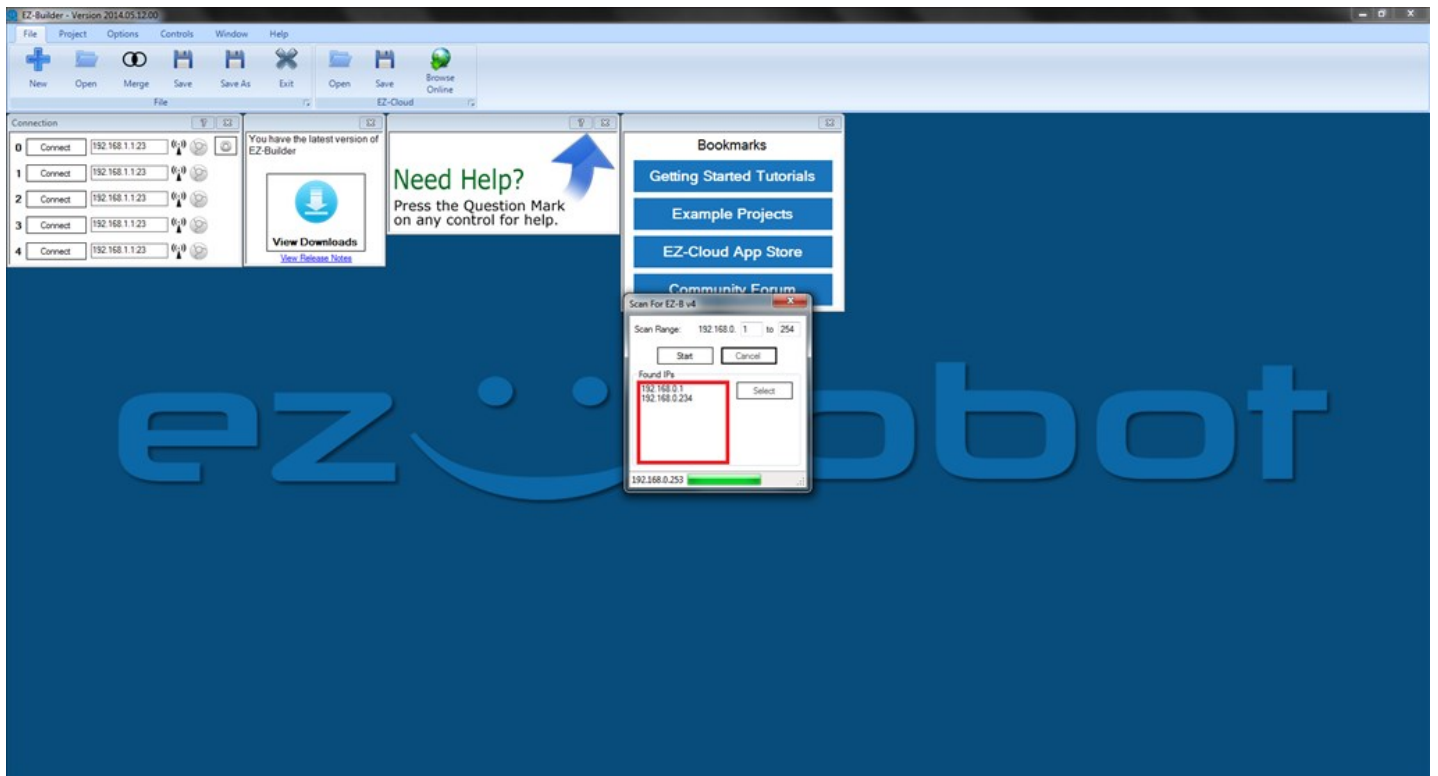 EZ-Builder - Version 2014.05.12.00
File Project Options Controls Window Help
New Open Merge Save Save As Exit Open Save Browse Online
File EZ-Cloud
Connection
0 Connect 192.168.1.1:23
1 Connect 192.168.1.1:23
2 Connect 192.168.1.1:23
3 Connect 192.168.1.1:23
4 Connect 192.168.1.1:23
You have the latest version of
EZ-Builder
View Downloads
View Release Notes
Need Help?
Press the Question Mark
on any control for help.
Bookmarks
Getting Started Tutorials
Example Projects
EZ-Cloud App Store
Community Forum
Scan For EZ-B v4
Scan Range: 192.168.0. 1 to 254
Start Cancel
Found IPs
192.168.0.1
192.168.0.234
Select
192.168.0.253
ez robot